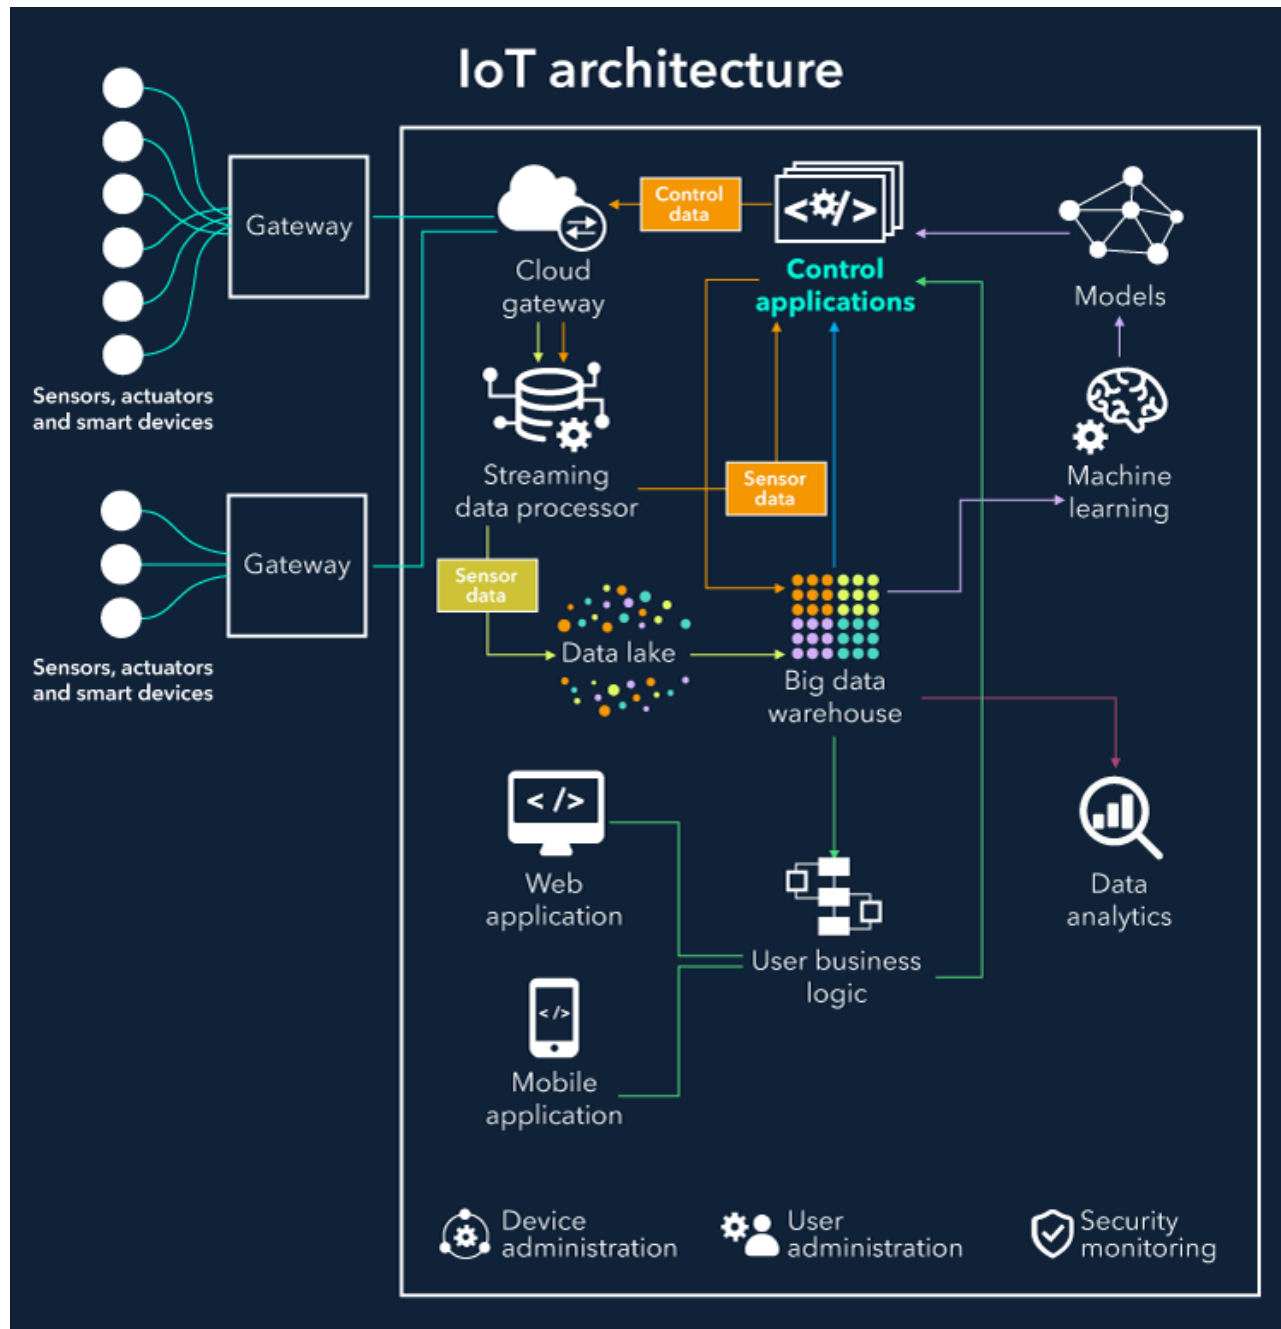 IoT architecture
Gateway
Sensors, actuators
and smart devices
Gateway
Sensors, actuators
and smart devices
Cloud
gateway
Control
data
<
/>
Control
applications
Models
Streaming
data processor
Sensor
data
Machine
learning
Sensor
data
Data lake
Big data
warehouse
</>
Web
application
User business
logic
Data
analytics
</>
Mobile
application
Device
administration
User
administration
Security
monitoring